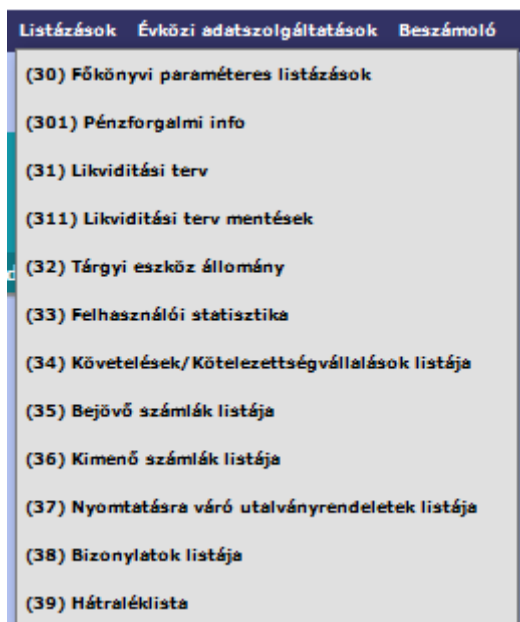 Listázások Évközi adatszolgáltatások Beszámoló
(30) Főkönyvi paraméteres listázások
(301) Pénzforgalmi info
(31) Likviditási terv
(311) Likviditási terv mentések
(32) Tárgyi eszköz állomány
(33) Felhasználói statisztika
(34) Követelések/Kötelezettségvállalások listája
(35) Bejövő számlák listája
(36) Kimenő számlák listája
(37) Nyomtatásra váró utalványrendeletek listája
(38) Bizonylatok listája
(39) Hátraléklista